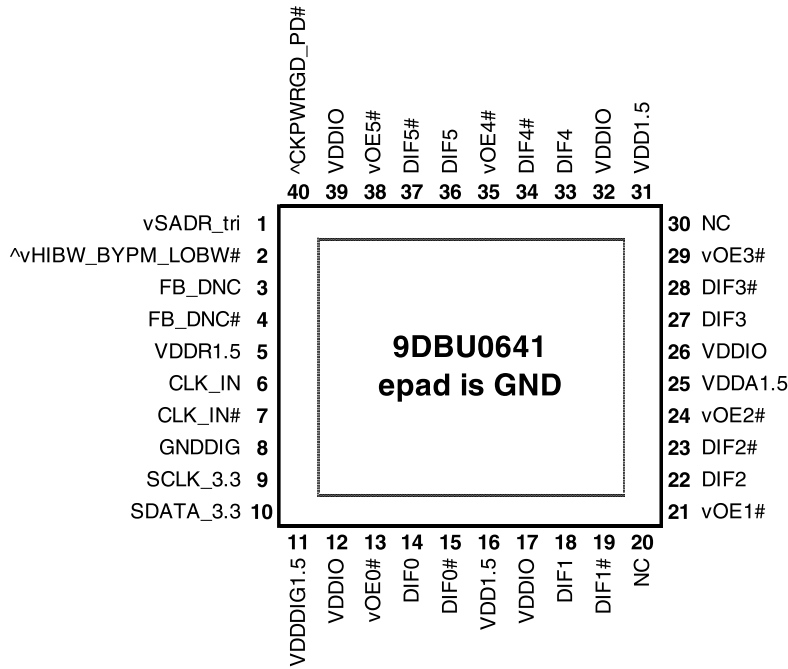 ^CKPWRGD_PD#
VDDIO
vOE5#
DIF5#
DIF5
vOE4#
DIF4#
DIF4
VDDIO
VDD1.5
40 39 38 37 36 35 34 33 32 31
vSADR_tri 1
^vHIBW_BYPM_LOBW# 2
FB_DNC 3
FB_DNC# 4
VDDR1.5 5
CLK_IN 6
CLK_IN# 7
GNDDIG 8
SCLK_3.3 9
SDATA_3.3 10
9DBU0641
epad is GND
30 NC
29 vOE3#
28 DIF3#
27 DIF3
26 VDDIO
25 VDDA1.5
24 vOE2#
23 DIF2#
22 DIF2
21 vOE1#
11 12 13 14 15 16 17 18 19 20
VDDDIG1.5
VDDIO
vOE0#
DIF0
DIF0#
VDD1.5
VDDIO
DIF1
DIF1#
NC